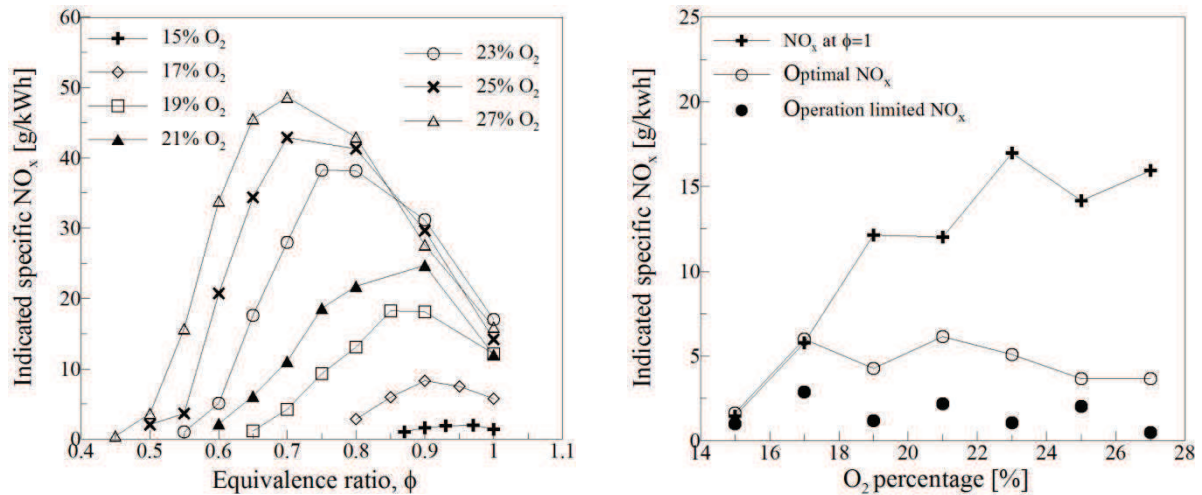 60
50
40
30
20
10
0
Indicated specific NOx [g/kWh]
15% O2
17% O2
19% O2
21% O2
23% O2
25% O2
27% O2
0.4 0.5 0.6 0.7 0.8 0.9 1 1.1
Equivalence ratio, ϕ
25
20
15
10
5
0
Indicated specific NOx [g/kWh]
NOx at ϕ=1
Optimal NOx
Operation limited NOx
14 16 18 20 22 24 26 28
O2 percentage [%]